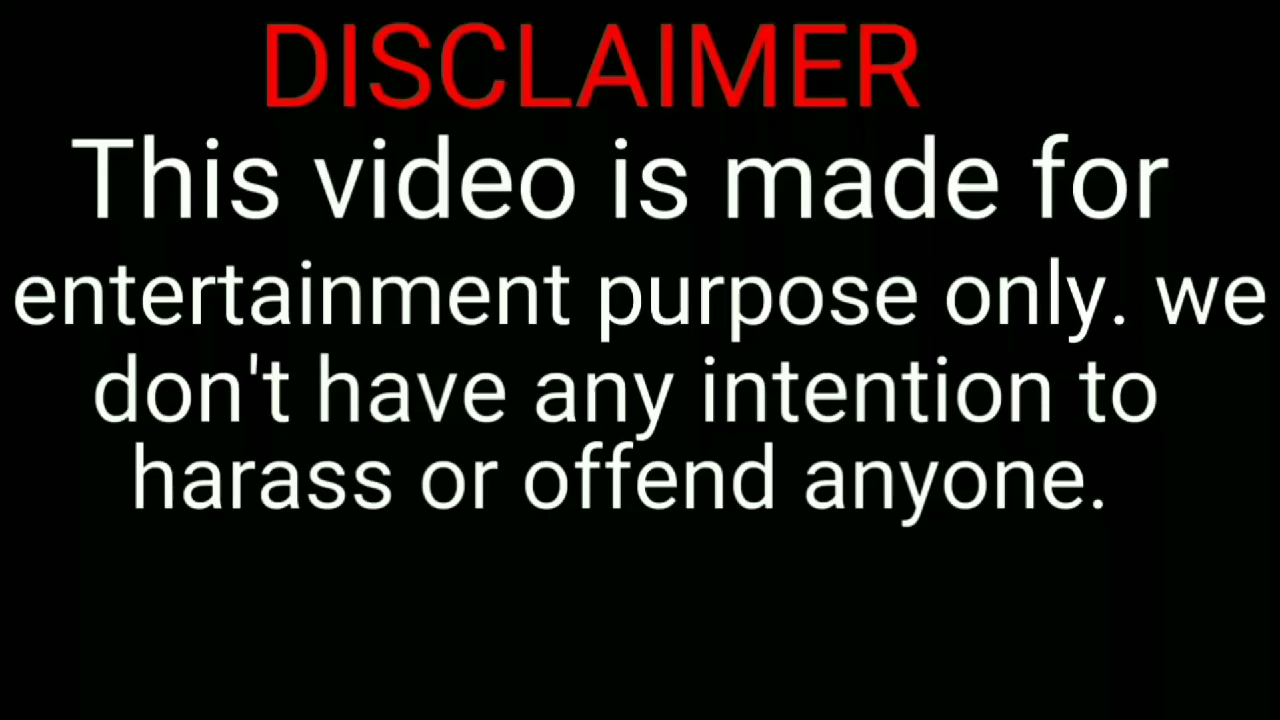 DISCLAIMER
This video is made for
entertainment purpose only. we
don't have any intention to
harass or offend anyone.